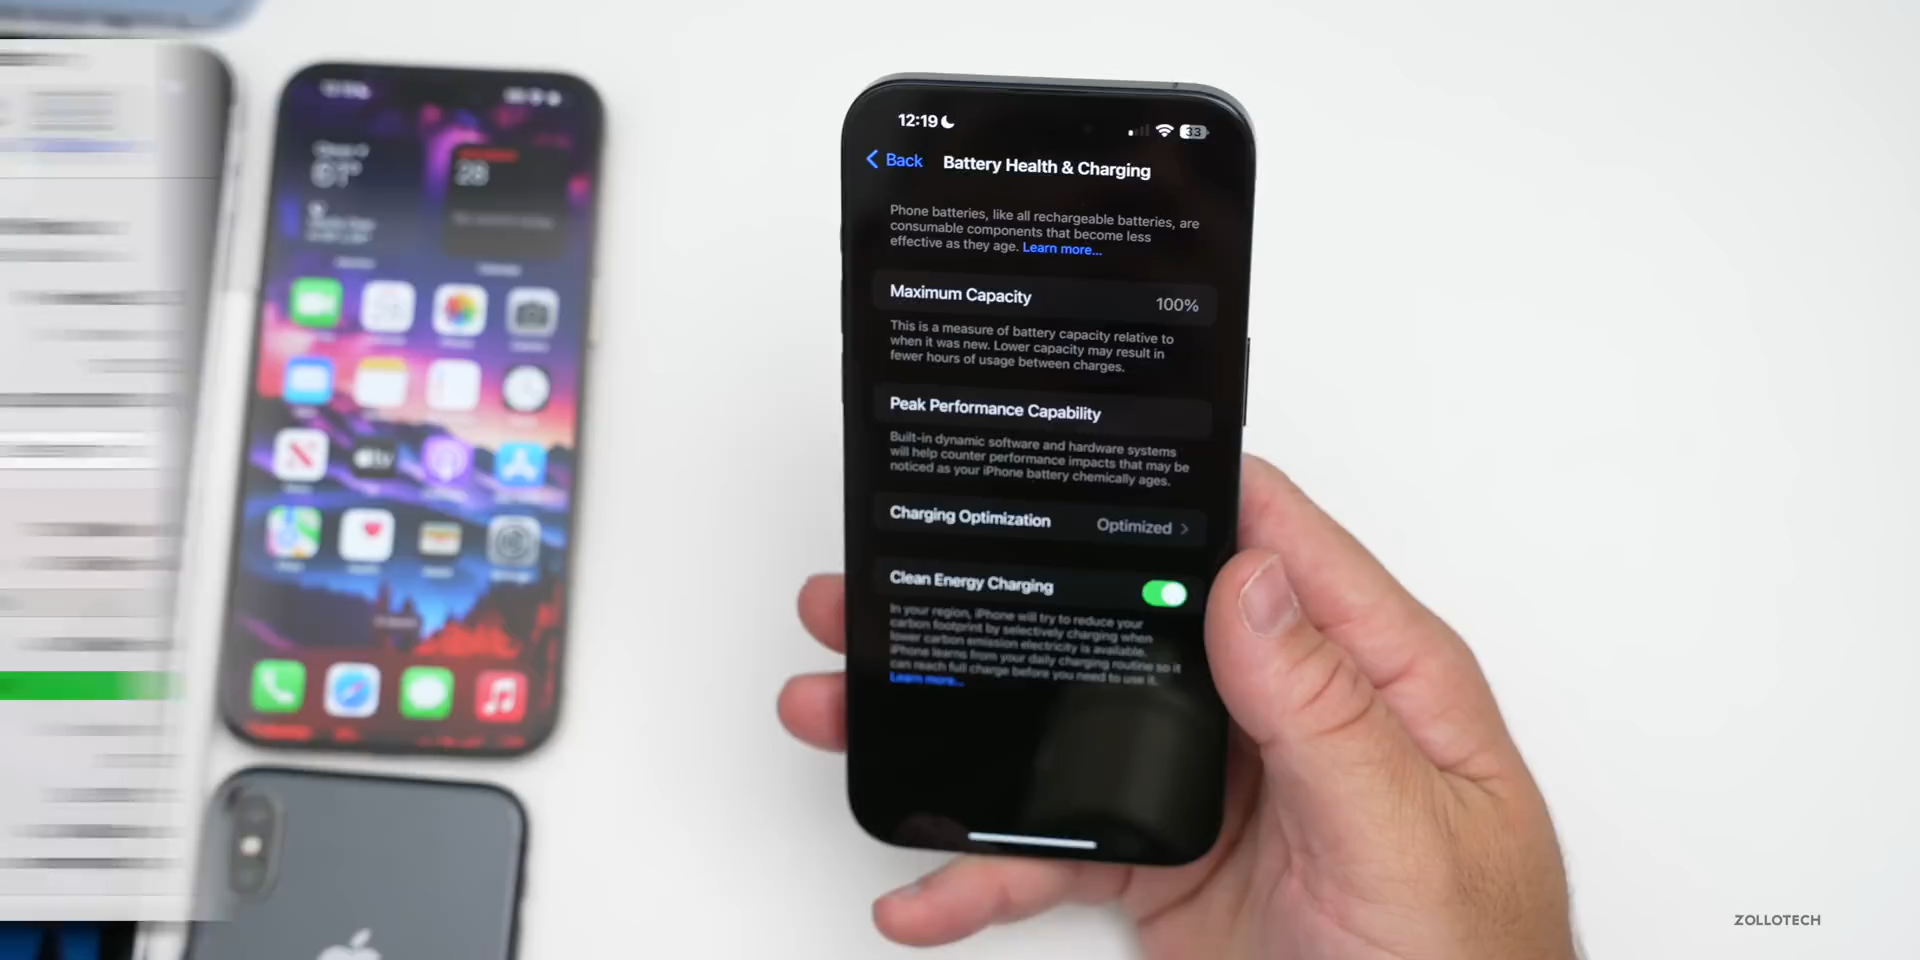 12:19
33
Back
Battery Health & Charging
Phone batteries, like all rechargeable batteries, are
consumable components that become less
effective as they age. Learn more...
Maximum Capacity
100%
This is a measure of battery capacity relative to
when it was new. Lower capacity may result in
fewer hours of usage between charges.
Peak Performance Capability
Built-in dynamic software and hardware systems
will help counter performance impacts that may be
noticed as your iPhone battery chemically ages.
Charging Optimization
Optimized
Clean Energy Charging
In your region, iPhone will try to reduce your
carbon footprint by selectively charging when
lower carbon emission electricity is available.
iPhone learns from your daily charging routine so it
can reach full charge before you need to use it.
Learn more...
61°
28
ZOLLOTECH